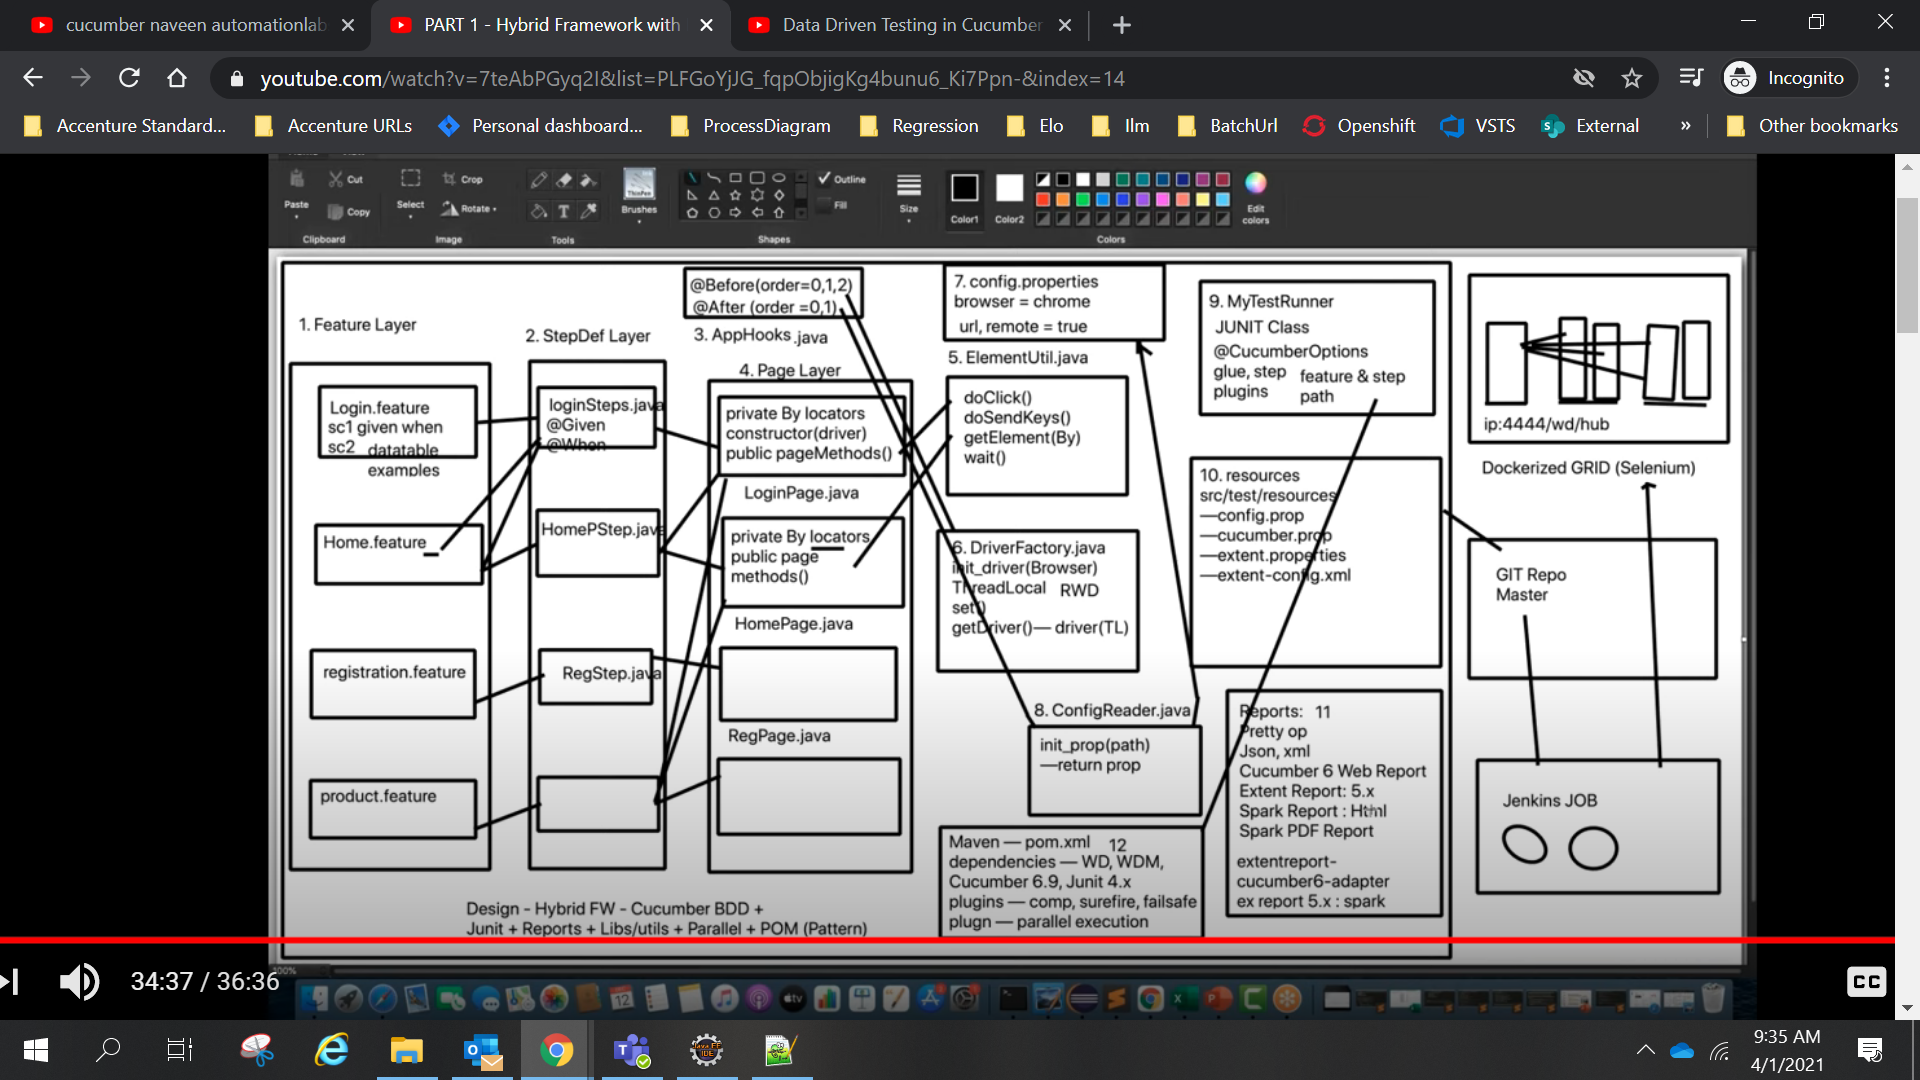 cucumber naveen automationlab
PART 1 - Hybrid Framework with
Data Driven Testing in Cucumber
youtube.com/watch?v=7teAbPGyq2I&list=PLFGoYjJG_fqpObjigKg4bunu6_Ki7Ppn-&index=14
Incognito
Accenture Standard...
Accenture URLs
Personal dashboard...
ProcessDiagram
Regression
Elo
Ilm
BatchUrl
Openshift
VSTS
External
»
Other bookmarks
Paste
Cut
Copy
Clipboard
Select
Crop
Rotate
Image
Tools
Brushes
Shapes
Outline
Fill
Size
Color1
Color2
Colors
Edit
colors
1. Feature Layer
Login.feature
sc1 given when
sc2 datatable
examples
Home.feature
registration.feature
product.feature
2. StepDef Layer
loginSteps.java
@Given
@When
HomePStep.java
RegStep.java
@Before(order=0,1,2)
@After (order =0,1)
3. AppHooks.java
4. Page Layer
private By locators
constructor(driver)
public pageMethods()
LoginPage.java
private By locators
public page
methods()
HomePage.java
RegPage.java
7. config.properties
browser = chrome
url, remote = true
5. ElementUtil.java
doClick()
doSendKeys()
getElement(By)
wait()
6. DriverFactory.java
init_driver(Browser)
ThreadLocal RWD
set()
getDriver()— driver(TL)
8. ConfigReader.java
init_prop(path)
—return prop
Maven — pom.xml 12
dependencies — WD, WDM,
Cucumber 6.9, Junit 4.x
plugins — comp, surefire, failsafe
plugn — parallel execution
9. MyTestRunner
JUNIT Class
@CucumberOptions
glue, step feature & step
plugins path
10. resources
src/test/resources
—config.prop
—cucumber.prop
—extent.properties
—extent-config.xml
Reports: 11
Pretty op
Json, xml
Cucumber 6 Web Report
Extent Report: 5.x
Spark Report : Html
Spark PDF Report
extentreport-
cucumber6-adapter
ex report 5.x : spark
ip:4444/wd/hub
Dockerized GRID (Selenium)
GIT Repo
Master
Jenkins JOB
Design - Hybrid FW - Cucumber BDD +
Junit + Reports + Libs/utils + Parallel + POM (Pattern)
100%
34:37 / 36:36
CC
9:35 AM
4/1/2021